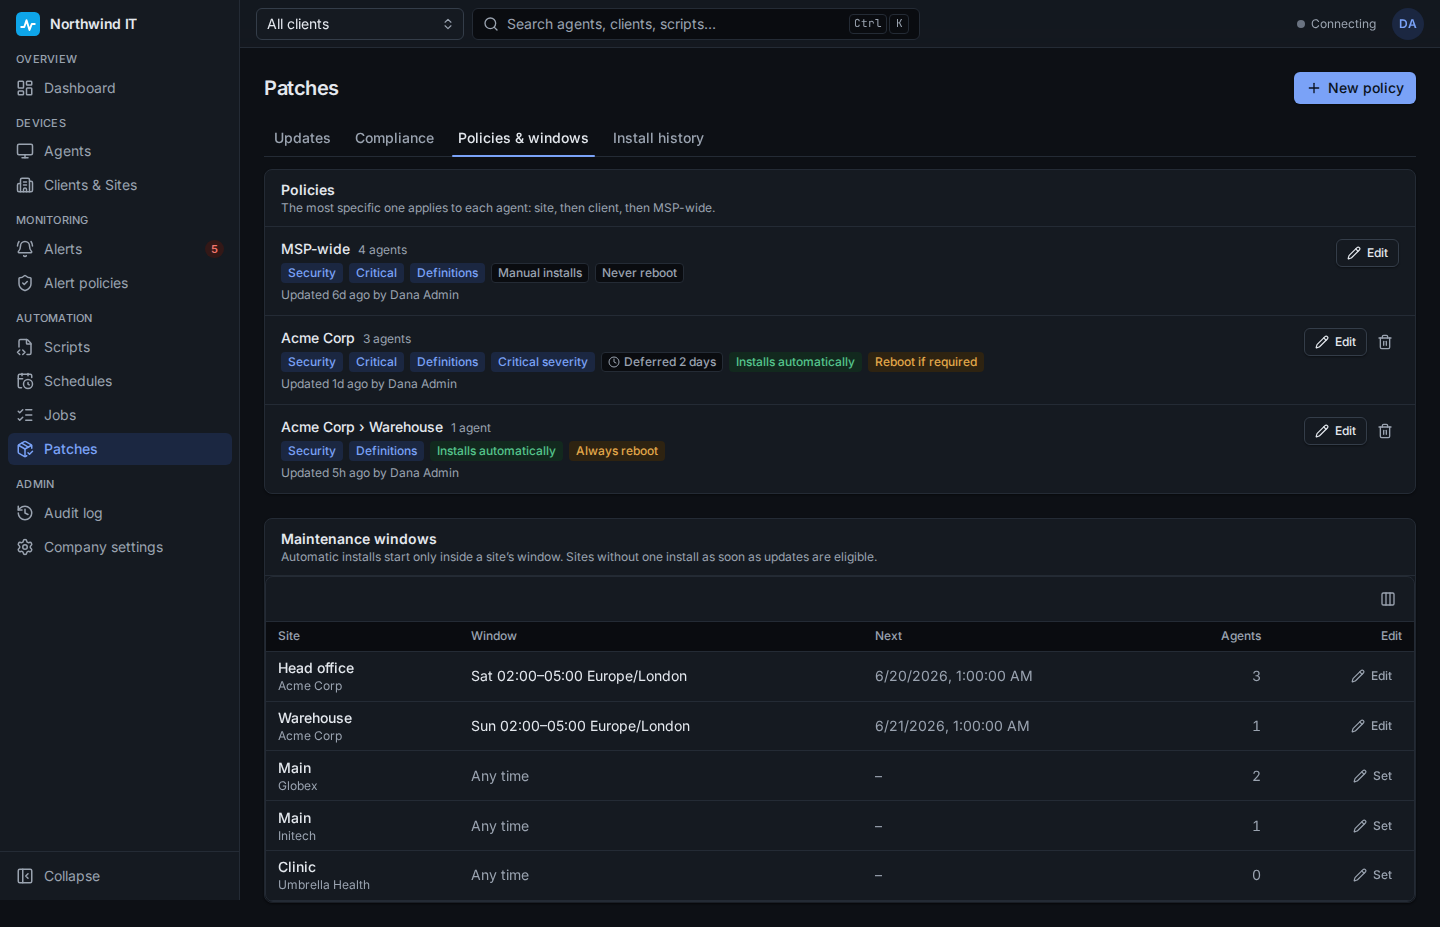 Northwind IT
All clients
Search agents, clients, scripts...
Ctrl K
Connecting
DA
OVERVIEW
Dashboard
DEVICES
Agents
Clients & Sites
MONITORING
Alerts
5
Alert policies
AUTOMATION
Scripts
Schedules
Jobs
Patches
ADMIN
Audit log
Company settings
Collapse
Patches
New policy
Updates Compliance Policies & windows Install history
Policies
The most specific one applies to each agent: site, then client, then MSP-wide.
MSP-wide 4 agents
Edit
Security Critical Definitions Manual installs Never reboot
Updated 6d ago by Dana Admin
Acme Corp 3 agents
Edit
Security Critical Definitions Critical severity Deferred 2 days Installs automatically Reboot if required
Updated 1d ago by Dana Admin
Acme Corp › Warehouse 1 agent
Edit
Security Definitions Installs automatically Always reboot
Updated 5h ago by Dana Admin
Maintenance windows
Automatic installs start only inside a site's window. Sites without one install as soon as updates are eligible.
Site Window Next Agents Edit
Head office
Acme Corp
Sat 02:00–05:00 Europe/London 6/20/2026, 1:00:00 AM 3 Edit
Warehouse
Acme Corp
Sun 02:00–05:00 Europe/London 6/21/2026, 1:00:00 AM 1 Edit
Main
Globex
Any time – 2 Set
Main
Initech
Any time – 1 Set
Clinic
Umbrella Health
Any time – 0 Set